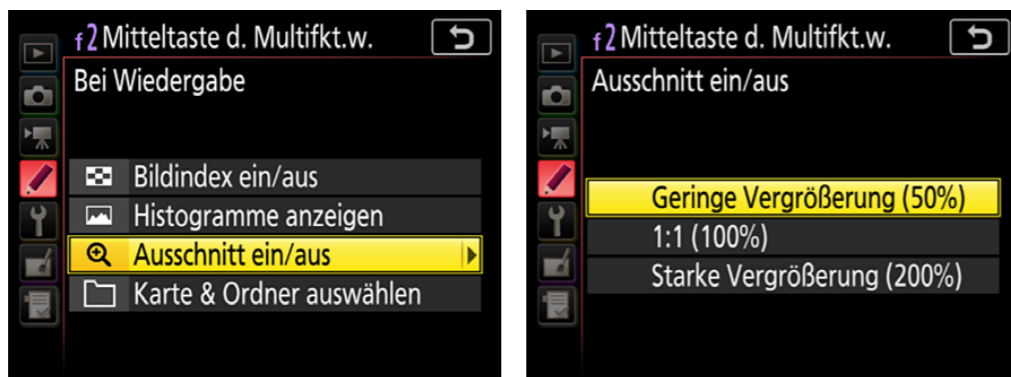 f2 Mitteltaste d. Multifkt.w.
Bei Wiedergabe
Bildindex ein/aus
Histogramme anzeigen
Ausschnitt ein/aus
Karte & Ordner auswählen
f2 Mitteltaste d. Multifkt.w.
Ausschnitt ein/aus
Geringe Vergrößerung (50%)
1:1 (100%)
Starke Vergrößerung (200%)